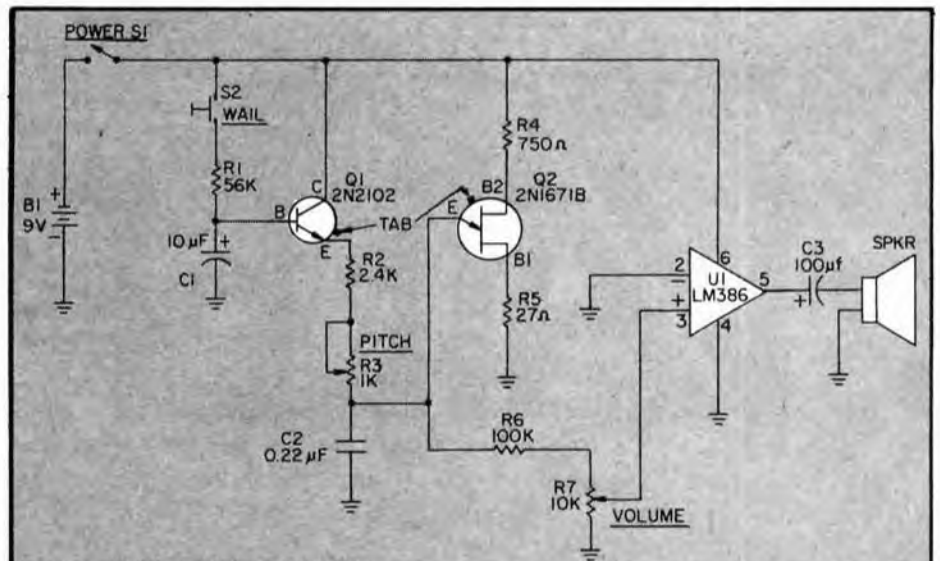 POWER S1
S2
WAIL
R1
56K
B1
9V
+
−
10µF
+
C1
Q1
2N2102
C
B
E
TAB
R2
2.4K
PITCH
R3
1K
C2
0.22µF
R4
750Ω
B2
Q2
2N1671B
E
B1
R5
27Ω
R6
100K
R7
10K
VOLUME
2
−
+
3
U1
LM386
6
5
4
C3
100µf
+
SPKR